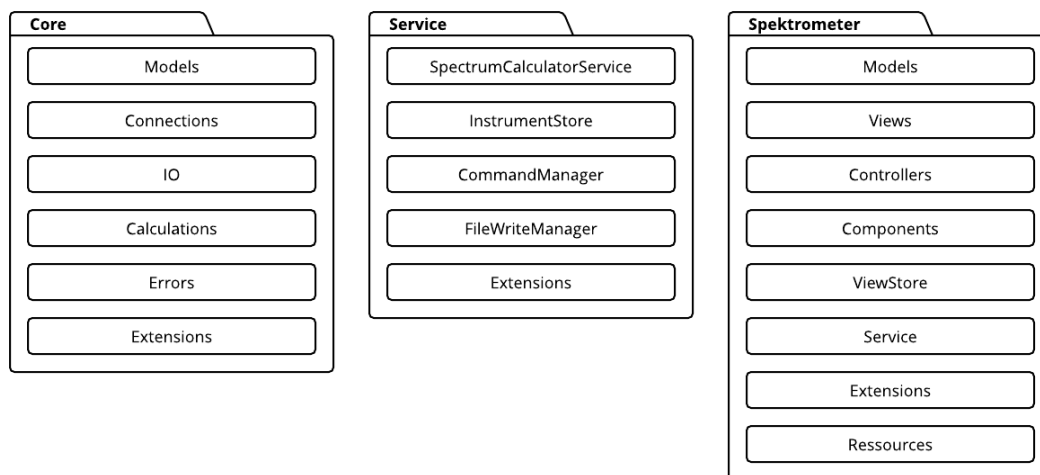 Core
Models
Connections
IO
Calculations
Errors
Extensions
Service
SpectrumCalculatorService
InstrumentStore
CommandManager
FileWriteManager
Extensions
Spektrometer
Models
Views
Controllers
Components
ViewStore
Service
Extensions
Ressources